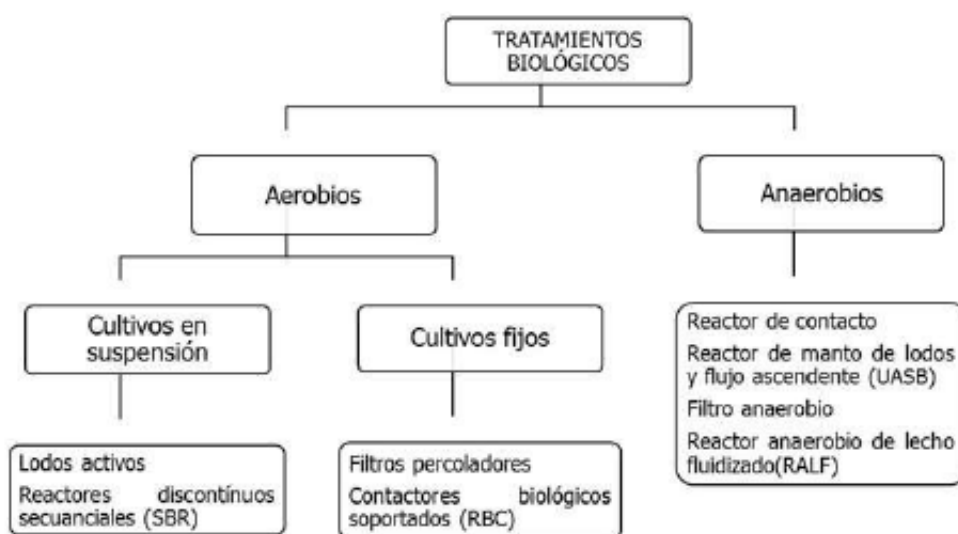 TRATAMIENTOS
BIOLÓGICOS
Aerobios
Anaerobios
Cultivos en
suspensión
Cultivos fijos
Reactor de contacto
Reactor de manto de lodos
y flujo ascendente (UASB)
Filtro anaerobio
Reactor anaerobio de lecho
fluidizado(RALF)
Lodos activos
Reactores discontínuos
secuanciales (SBR)
Filtros percoladores
Contactores biológicos
soportados (RBC)